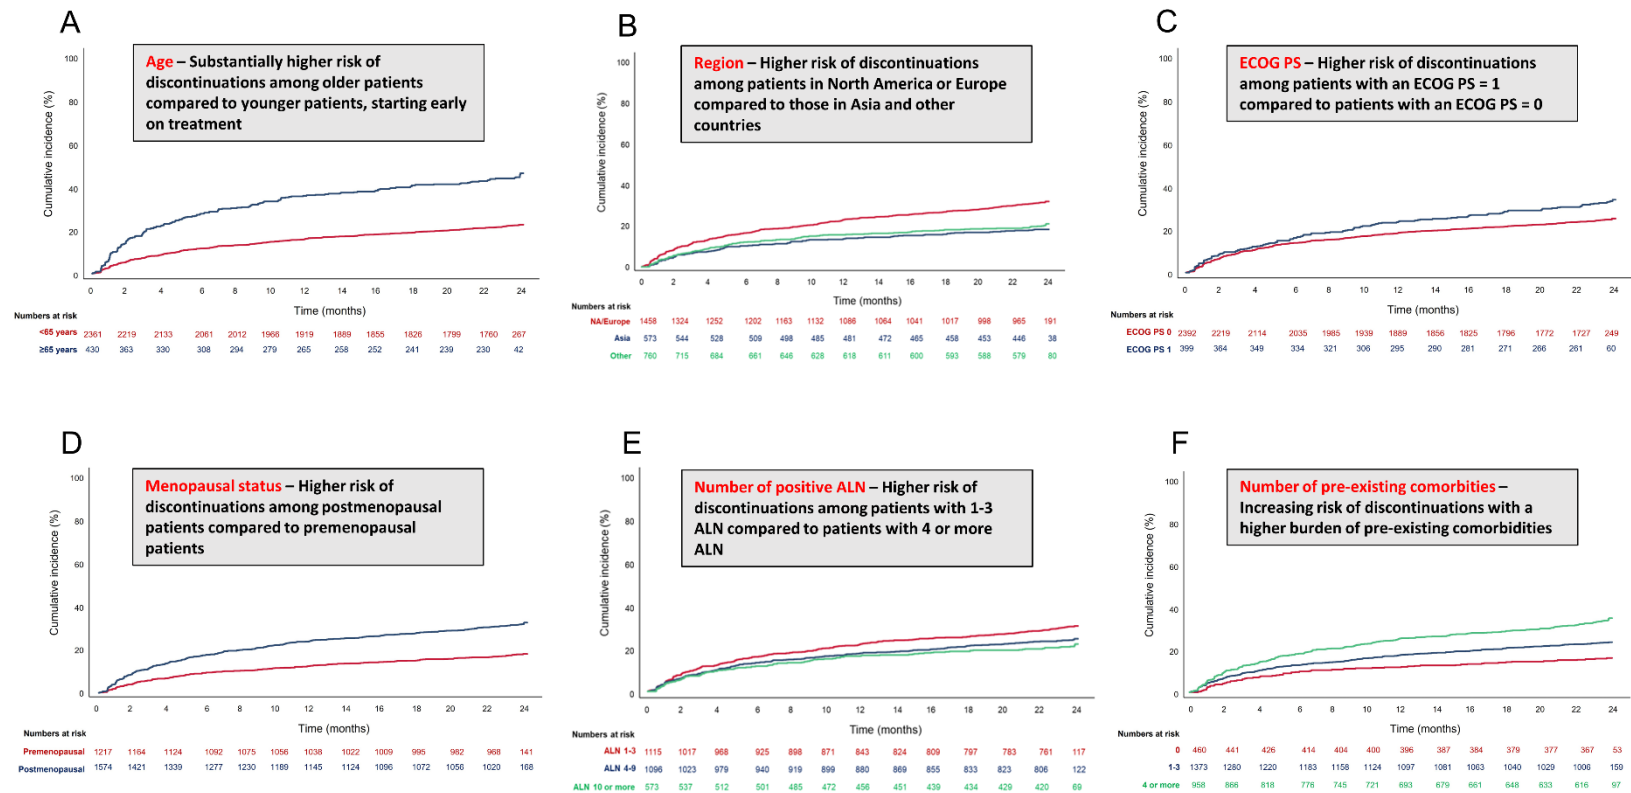 A
Age – Substantially higher risk of
discontinuations among older patients
compared to younger patients, starting early
on treatment
Cumulative incidence (%)
100
80
60
40
20
0
0 2 4 6 8 10 12 14 16 18 20 22 24
Time (months)
Numbers at risk
<65 years 2361 2219 2133 2061 2012 1966 1919 1889 1855 1826 1799 1760 267
≥65 years 430 363 330 308 294 279 265 258 252 241 239 230 42
B
Region – Higher risk of discontinuations
among patients in North America or Europe
compared to those in Asia and other
countries
Cumulative incidence (%)
100
80
60
40
20
0
0 2 4 6 8 10 12 14 16 18 20 22 24
Time (months)
Numbers at risk
NA/Europe 1458 1324 1252 1202 1163 1132 1086 1064 1041 1017 998 965 191
Asia 573 544 528 509 498 485 481 472 465 458 453 446 38
Other 760 715 684 661 646 628 618 611 600 593 588 579 80
C
ECOG PS – Higher risk of discontinuations
among patients with an ECOG PS = 1
compared to patients with an ECOG PS = 0
Cumulative incidence (%)
100
80
60
40
20
0
0 2 4 6 8 10 12 14 16 18 20 22 24
Time (months)
Numbers at risk
ECOG PS 0 2392 2219 2114 2035 1985 1939 1889 1856 1825 1796 1772 1727 249
ECOG PS 1 399 364 349 334 321 306 295 290 281 271 266 261 60
D
Menopausal status – Higher risk of
discontinuations among postmenopausal
patients compared to premenopausal
patients
Cumulative incidence (%)
100
80
60
40
20
0
0 2 4 6 8 10 12 14 16 18 20 22 24
Time (months)
Numbers at risk
Premenopausal 1217 1164 1124 1092 1075 1056 1038 1022 1009 995 982 968 141
Postmenopausal 1574 1421 1339 1277 1230 1189 1145 1124 1096 1072 1056 1020 168
E
Number of positive ALN – Higher risk of
discontinuations among patients with 1-3
ALN compared to patients with 4 or more
ALN
Cumulative incidence (%)
100
80
60
40
20
0
0 2 4 6 8 10 12 14 16 18 20 22 24
Time (months)
Numbers at risk
ALN 1-3 1115 1017 968 925 898 871 843 824 809 797 783 761 117
ALN 4-9 1096 1023 979 940 919 899 880 869 855 833 823 806 122
ALN 10 or more 573 537 512 501 485 472 456 451 439 434 429 420 69
F
Number of pre-existing comorbities –
Increasing risk of discontinuations with a
higher burden of pre-existing comorbidities
Cumulative incidence (%)
100
80
60
40
20
0
0 2 4 6 8 10 12 14 16 18 20 22 24
Time (months)
Numbers at risk
0 460 441 426 414 404 400 396 387 384 379 377 367 53
1-3 1373 1280 1220 1183 1158 1124 1097 1081 1063 1040 1029 1006 159
4 or more 958 866 818 776 745 721 693 679 661 648 633 616 97